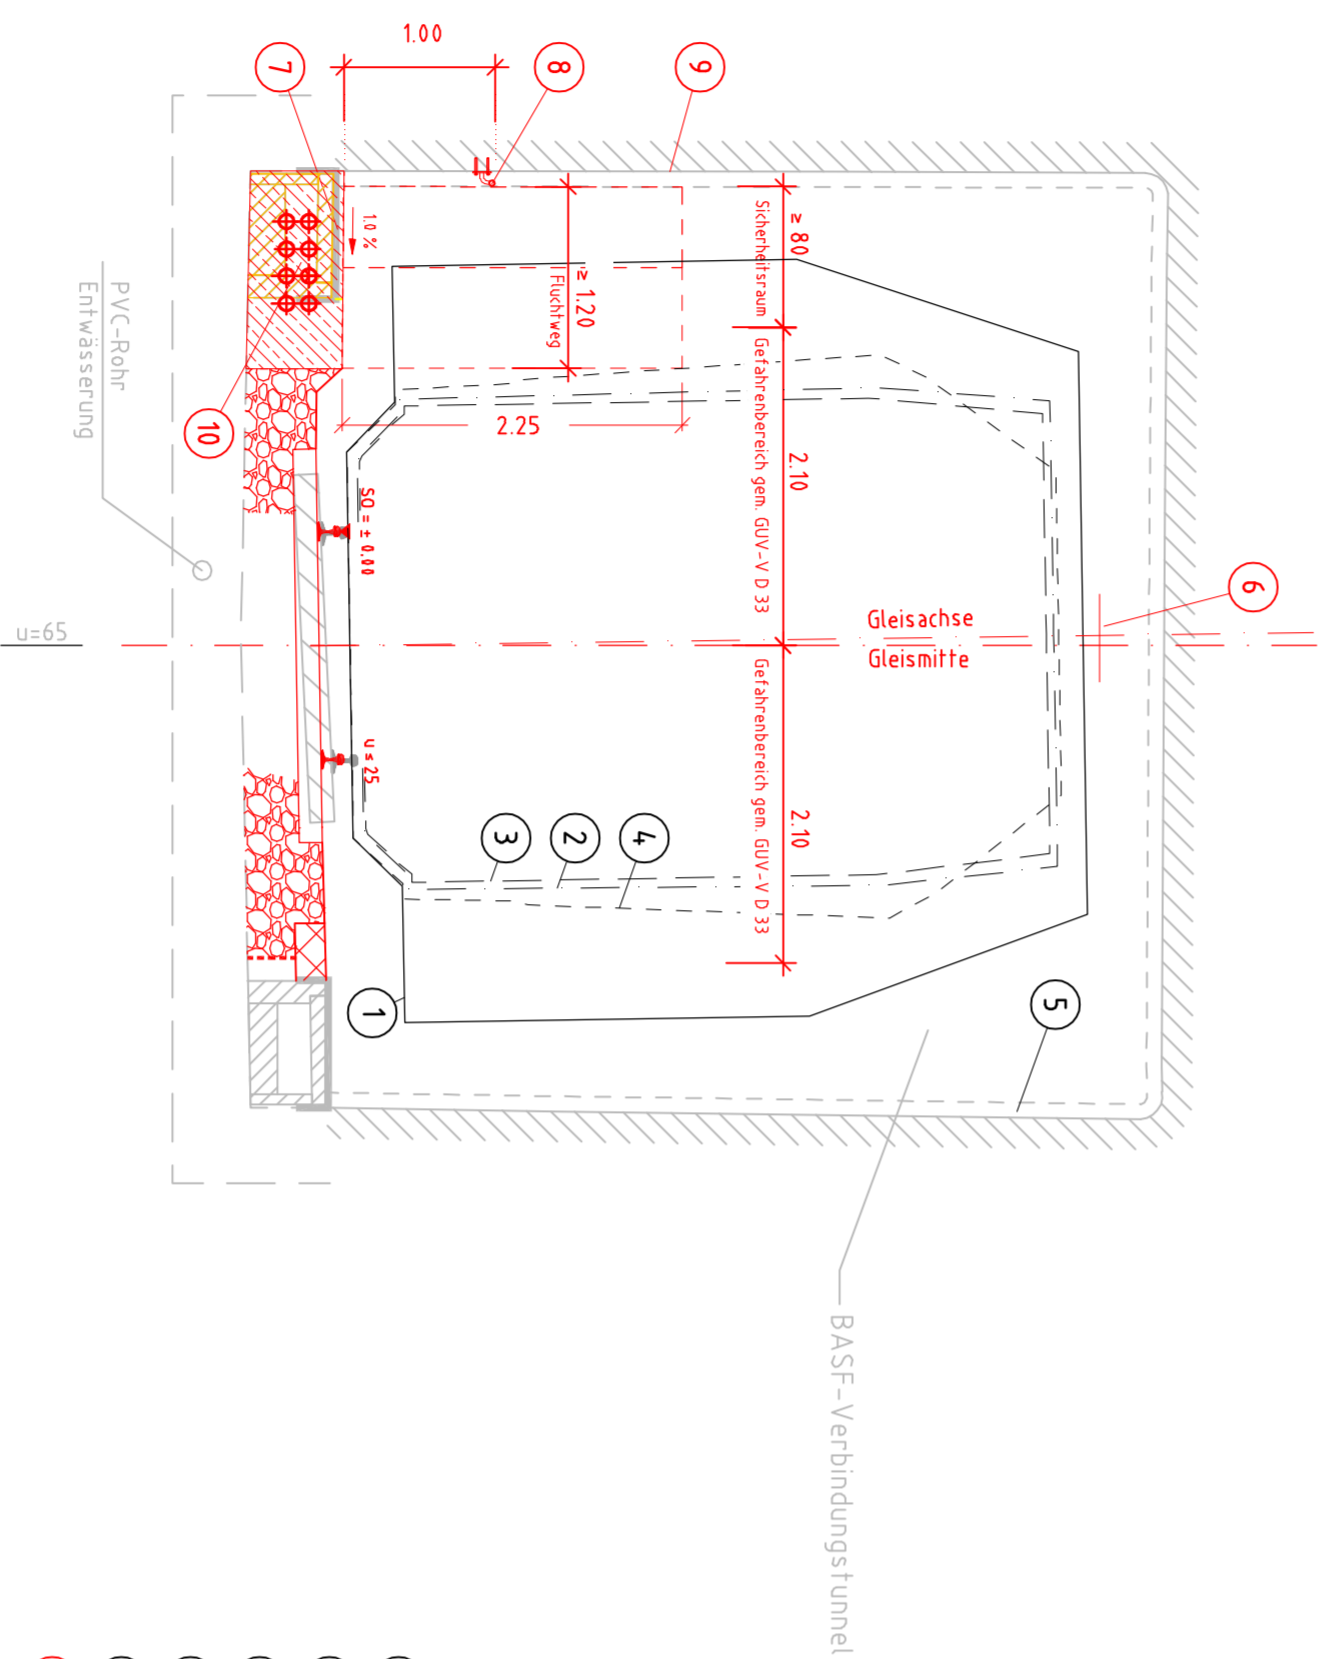 1.00
7
8
9
1.0 %
≥ 1.20
Fluchtweg
≥ 80
Sicherheitsraum
2.10
Gefahrenbereich gem. GUV-V D 33
2.10
Gefahrenbereich gem. GUV-V D 33
2.25
10
SO = ± 0.00
u ≤ 25
Gleisachse
Gleismitte
6
3
2
4
1
5
PVC-Rohr
Entwässerung
u=65
BASF-Verbindungstunnel